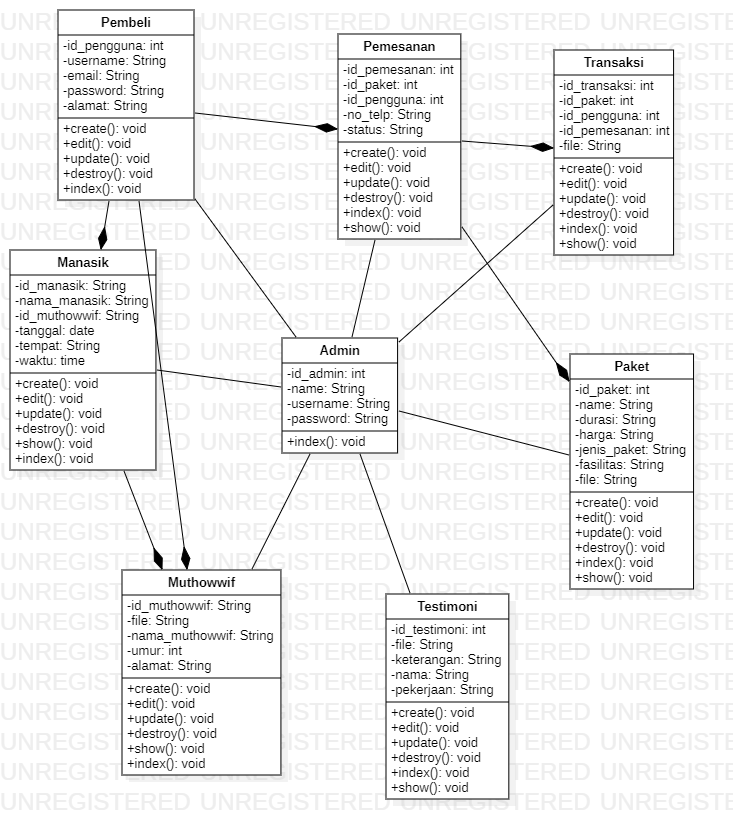 Pembeli
-id_pengguna: int
-username: String
-email: String
-password: String
-alamat: String
+create(): void
+edit(): void
+update(): void
+destroy(): void
+index(): void
Pemesanan
-id_pemesanan: int
-id_paket: int
-id_pengguna: int
-no_telp: String
-status: String
+create(): void
+edit(): void
+update(): void
+destroy(): void
+index(): void
+show(): void
Transaksi
-id_transaksi: int
-id_paket: int
-id_pengguna: int
-id_pemesanan: int
-file: String
+create(): void
+edit(): void
+update(): void
+destroy(): void
+index(): void
+show(): void
Manasik
-id_manasik: String
-nama_manasik: String
-id_muthowwif: String
-tanggal: date
-tempat: String
-waktu: time
+create(): void
+edit(): void
+update(): void
+destroy(): void
+show(): void
+index(): void
Admin
-id_admin: int
-name: String
-username: String
-password: String
+index(): void
Paket
-id_paket: int
-name: String
-durasi: String
-harga: String
-jenis_paket: String
-fasilitas: String
-file: String
+create(): void
+edit(): void
+update(): void
+destroy(): void
+index(): void
+show(): void
Muthowwif
-id_muthowwif: String
-file: String
-nama_muthowwif: String
-umur: int
-alamat: String
+create(): void
+edit(): void
+update(): void
+destroy(): void
+show(): void
+index(): void
Testimoni
-id_testimoni: int
-file: String
-keterangan: String
-nama: String
-pekerjaan: String
+create(): void
+edit(): void
+update(): void
+destroy(): void
+index(): void
+show(): void
UNREGISTERED